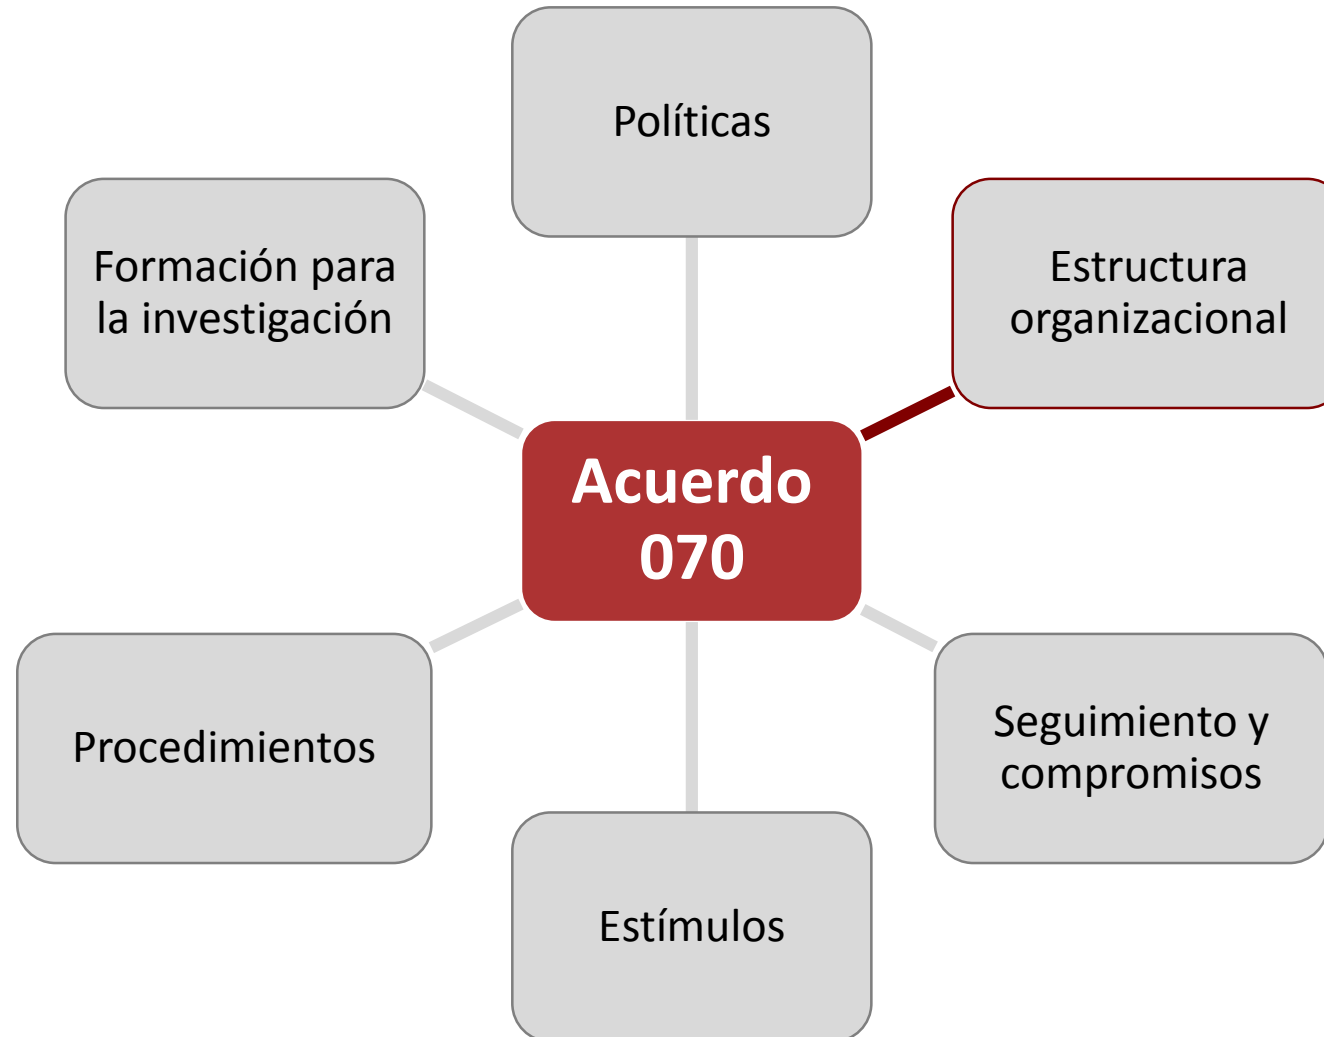 Políticas
Formación para
la investigación
Estructura
organizacional
Acuerdo
070
Procedimientos
Seguimiento y
compromisos
Estímulos